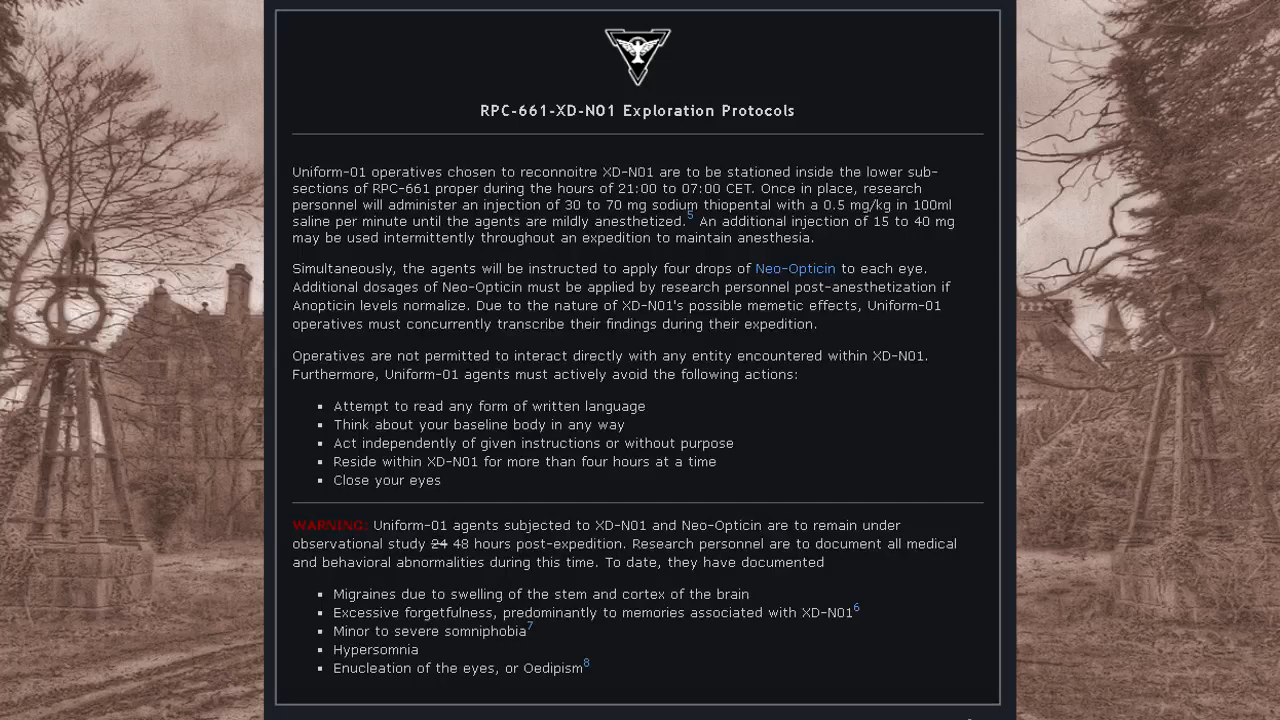 RPC-661-XD-N01 Exploration Protocols
Uniform-01 operatives chosen to reconnoitre XD-N01 are to be stationed inside the lower sub-
sections of RPC-661 proper during the hours of 21:00 to 07:00 CET. Once in place, research
personnel will administer an injection of 30 to 70 mg sodium thiopental with a 0.5 mg/kg in 100ml
saline per minute until the agents are mildly anesthetized.5 An additional injection of 15 to 40 mg
may be used intermittently throughout an expedition to maintain anesthesia.
Simultaneously, the agents will be instructed to apply four drops of Neo-Opticin to each eye.
Additional dosages of Neo-Opticin must be applied by research personnel post-anesthetization if
Anopticin levels normalize. Due to the nature of XD-N01's possible memetic effects, Uniform-01
operatives must concurrently transcribe their findings during their expedition.
Operatives are not permitted to interact directly with any entity encountered within XD-N01.
Furthermore, Uniform-01 agents must actively avoid the following actions:
▪ Attempt to read any form of written language
▪ Think about your baseline body in any way
▪ Act independently of given instructions or without purpose
▪ Reside within XD-N01 for more than four hours at a time
▪ Close your eyes
WARNING: Uniform-01 agents subjected to XD-N01 and Neo-Opticin are to remain under
observational study 24 48 hours post-expedition. Research personnel are to document all medical
and behavioral abnormalities during this time. To date, they have documented
▪ Migraines due to swelling of the stem and cortex of the brain
▪ Excessive forgetfulness, predominantly to memories associated with XD-N016
▪ Minor to severe somniphobia7
▪ Hypersomnia
▪ Enucleation of the eyes, or Oedipism8